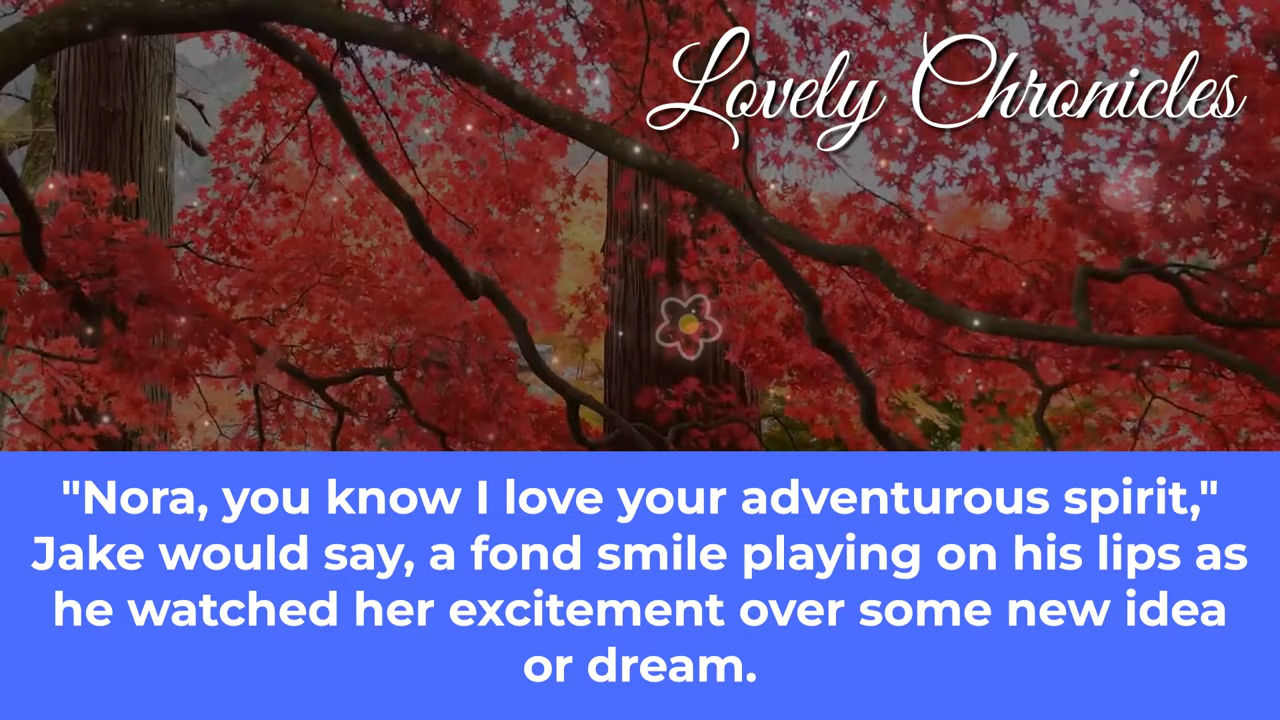 Lovely Chronicles
"Nora, you know I love your adventurous spirit,"
Jake would say, a fond smile playing on his lips as
he watched her excitement over some new idea
or dream.